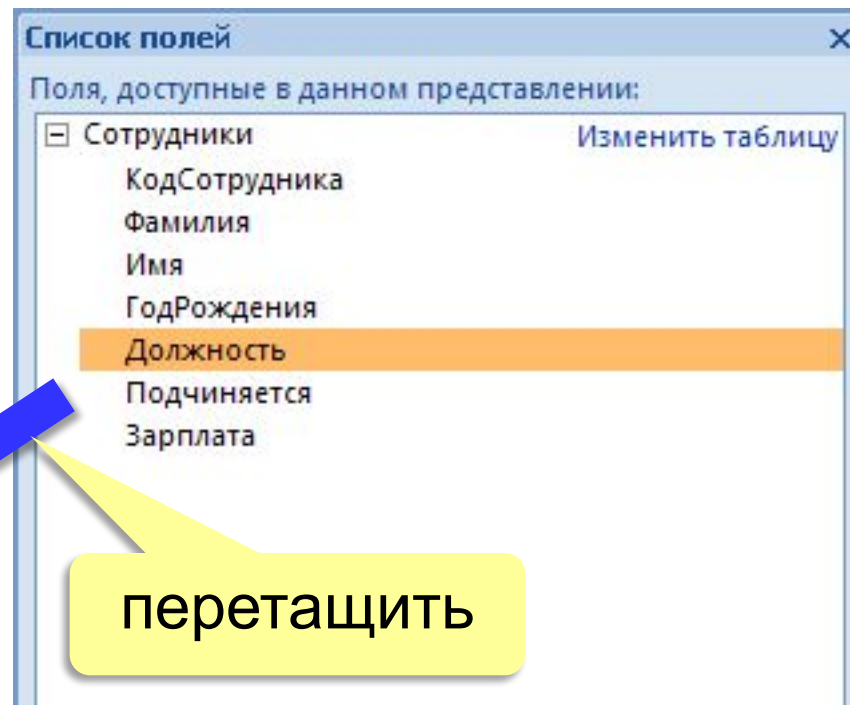 Список полей
Поля, доступные в данном представлении:
Сотрудники Изменить таблицу
КодСотрудника
Фамилия
Имя
ГодРождения
Должность
Подчиняется
Зарплата
перетащить